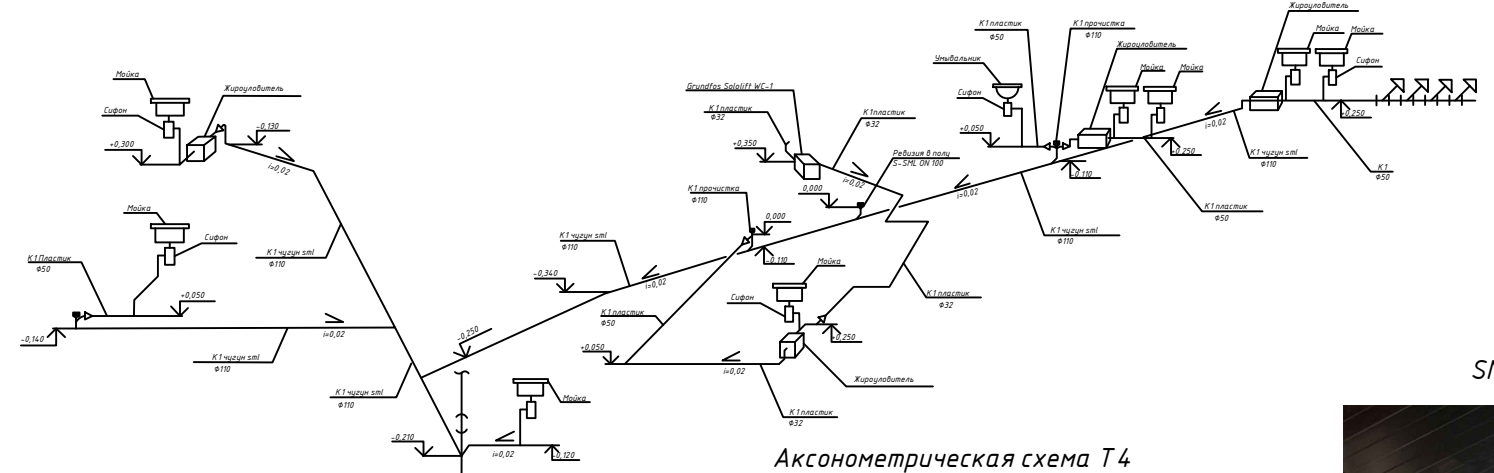 Жироуловитель
К1 пластик
Ф50
К1 прочистка
Ф110
Мойка
Мойка
Жироуловитель
Сифон
Умывальник
Мойка
Мойка
Сифон
Мойка
Жироуловитель
Сифон
Grundfos Sololift WC-1
К1 пластик
Ф32
К1 пластик
Ф32
-0,130
+0,300
i=0,02
+0,350
i=0,02
Ревизия в полу
S-SML DN 100
+0,050
+0,250
-0,110
i=0,02
+0,250
i=0,02
К1 чугун sml
Ф110
К1
Ф50
К1 прочистка
Ф110
0,000
0,000
К1 пластик
Ф50
Мойка
Сифон
К1 Пластик
Ф50
К1 чугун sml
Ф110
К1 чугун sml
Ф110
К1 чугун sml
Ф110
-0,340
i=0,02
-0,110
Мойка
Сифон
К1 пластик
Ф32
+0,050
К1 пластик
Ф50
-0,140
i=0,02
К1 чугун sml
Ф110
-0,250
+0,050
i=0,02
+0,250
Жироуловитель
К1 чугун sml
Ф110
Мойка
К1 пластик
Ф32
-0,210
i=0,02
-0,120
Аксонометрическая схема Т4